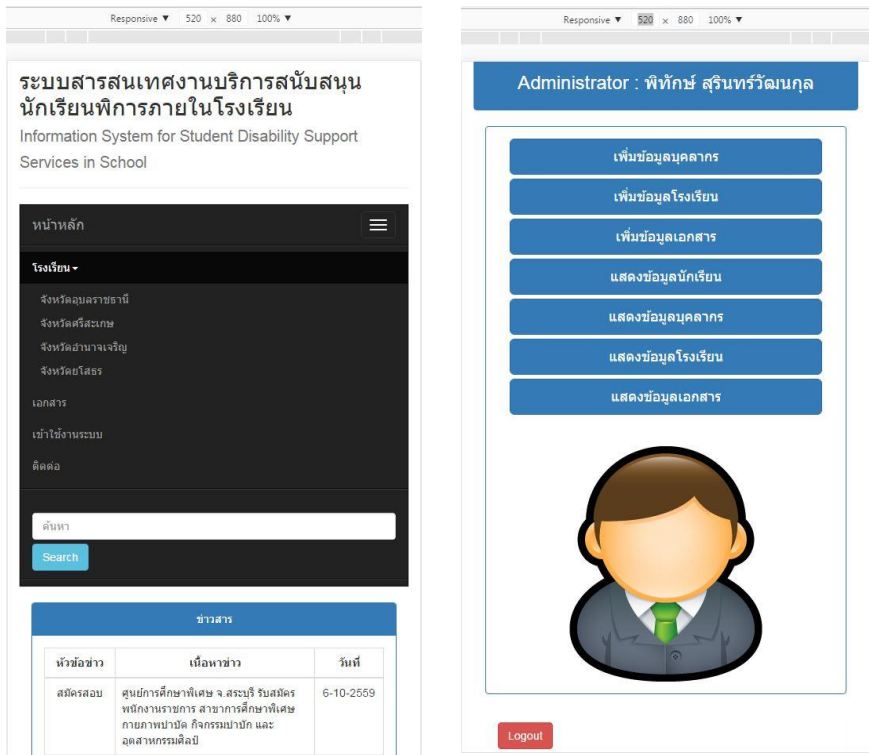 Responsive ▼ 520 × 880 100% ▼
ระบบสารสนเทศงานบริการสนับสนุน
นักเรียนพิการภายในโรงเรียน
Information System for Student Disability Support
Services in School
หน้าหลัก
โรงเรียน
จังหวัดอุบลราชธานี
จังหวัดศรีสะเกษ
จังหวัดอำนาจเจริญ
จังหวัดยโสธร
เอกสาร
เข้าใช้งานระบบ
ติดต่อ
ค้นหา
Search
ข่าวสาร
หัวข้อข่าว เนื้อหาข่าว วันที่
สมัครสอบ ศูนย์การศึกษาพิเศษ จ.สระบุรี รับสมัคร 6-10-2559
พนักงานราชการ สาขาการศึกษาพิเศษ
กายภาพบำบัด กิจกรรมบำบัก และ
อุตสาหกรรมศิลป์
Responsive ▼ 520 × 880 100% ▼
Administrator : พิทักษ์ สุรินทร์วัฒนกุล
เพิ่มข้อมูลบุคลากร
เพิ่มข้อมูลโรงเรียน
เพิ่มข้อมูลเอกสาร
แสดงข้อมูลนักเรียน
แสดงข้อมูลบุคลากร
แสดงข้อมูลโรงเรียน
แสดงข้อมูลเอกสาร
Logout